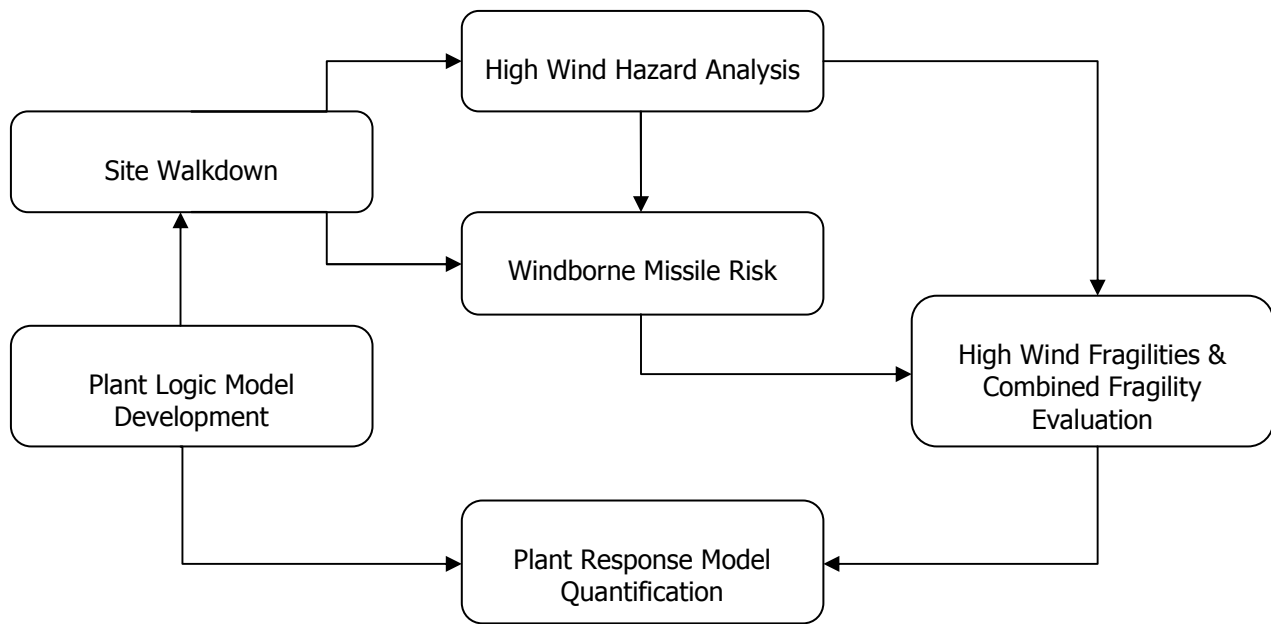 High Wind Hazard Analysis
Site Walkdown
Windborne Missile Risk
Plant Logic Model
Development
High Wind Fragilities &
Combined Fragility
Evaluation
Plant Response Model
Quantification